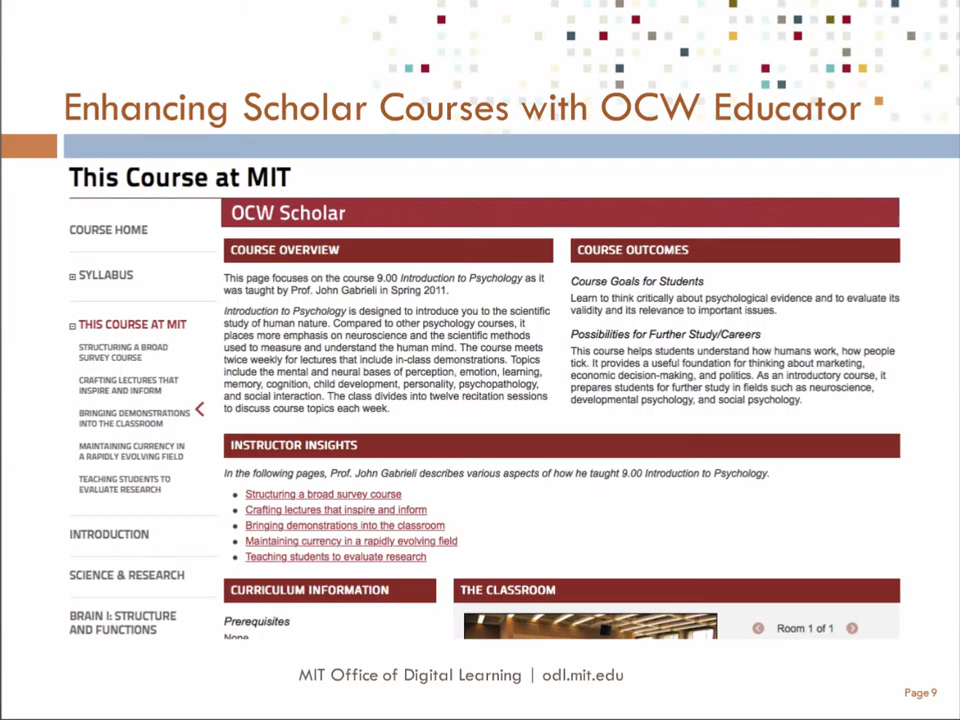 Enhancing Scholar Courses with OCW Educator
This Course at MIT
COURSE HOME
SYLLABUS
THIS COURSE AT MIT
STRUCTURING A BROAD
SURVEY COURSE
CRAFTING LECTURES THAT
INSPIRE AND INFORM
BRINGING DEMONSTRATIONS
INTO THE CLASSROOM
MAINTAINING CURRENCY IN
A RAPIDLY EVOLVING FIELD
TEACHING STUDENTS TO
EVALUATE RESEARCH
INTRODUCTION
SCIENCE & RESEARCH
BRAIN I: STRUCTURE
AND FUNCTIONS
OCW Scholar
COURSE OVERVIEW
This page focuses on the course 9.00 Introduction to Psychology as it
was taught by Prof. John Gabrieli in Spring 2011.
Introduction to Psychology is designed to introduce you to the scientific
study of human nature. Compared to other psychology courses, it
places more emphasis on neuroscience and the scientific methods
used to measure and understand the human mind. The course meets
twice weekly for lectures that include in-class demonstrations. Topics
include the mental and neural bases of perception, emotion, learning,
memory, cognition, child development, personality, psychopathology,
and social interaction. The class divides into twelve recitation sessions
to discuss course topics each week.
COURSE OUTCOMES
Course Goals for Students
Learn to think critically about psychological evidence and to evaluate its
validity and its relevance to important issues.
Possibilities for Further Study/Careers
This course helps students understand how humans work, how people
tick. It provides a useful foundation for thinking about marketing,
economic decision-making, and politics. As an introductory course, it
prepares students for further study in fields such as neuroscience,
developmental psychology, and social psychology.
INSTRUCTOR INSIGHTS
In the following pages, Prof. John Gabrieli describes various aspects of how he taught 9.00 Introduction to Psychology.
Structuring a broad survey course
Crafting lectures that inspire and inform
Bringing demonstrations into the classroom
Maintaining currency in a rapidly evolving field
Teaching students to evaluate research
CURRICULUM INFORMATION
Prerequisites
None
THE CLASSROOM
Room 1 of 1
MIT Office of Digital Learning | odl.mit.edu
Page 9